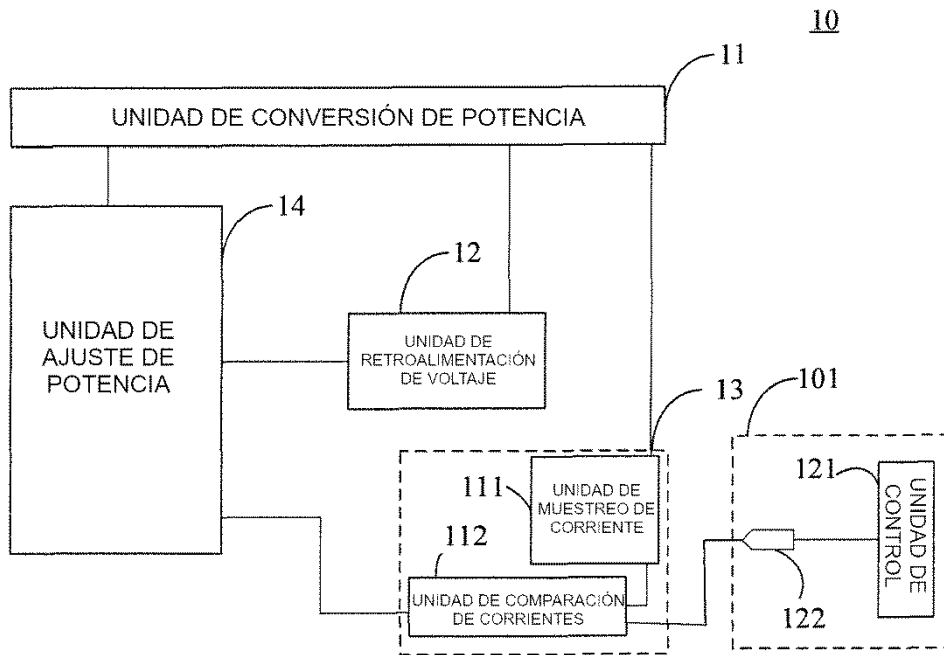 10
11
UNIDAD DE CONVERSIÓN DE POTENCIA
14
12
UNIDAD DE
AJUSTE DE
POTENCIA
UNIDAD DE
RETROALIMENTACIÓN
DE VOLTAJE
13
101
111
UNIDAD DE
MUESTREO DE
CORRIENTE
121
UNIDAD DE
CONTROL
112
UNIDAD DE COMPARACIÓN
DE CORRIENTES
122